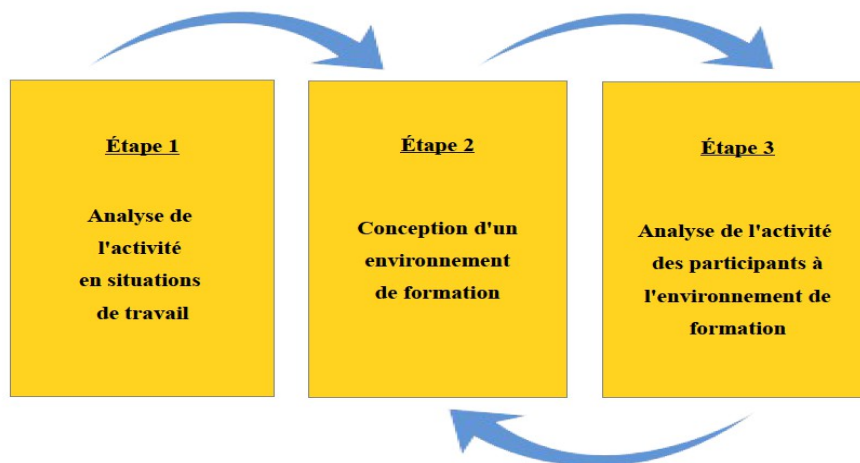 Étape 1
Analyse de
l'activité
en situations
de travail
Étape 2
Conception d'un
environnement
de formation
Étape 3
Analyse de l'activité
des participants à
l'environnement de
formation